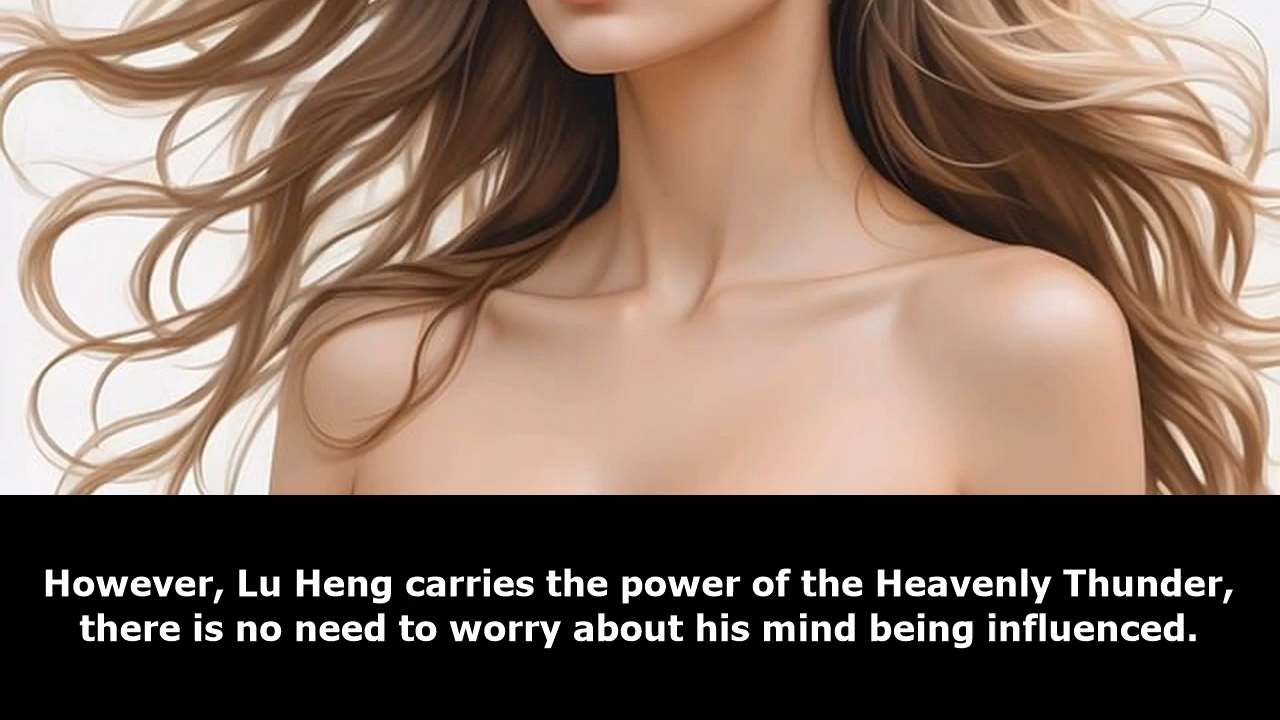 However, Lu Heng carries the power of the Heavenly Thunder,
there is no need to worry about his mind being influenced.